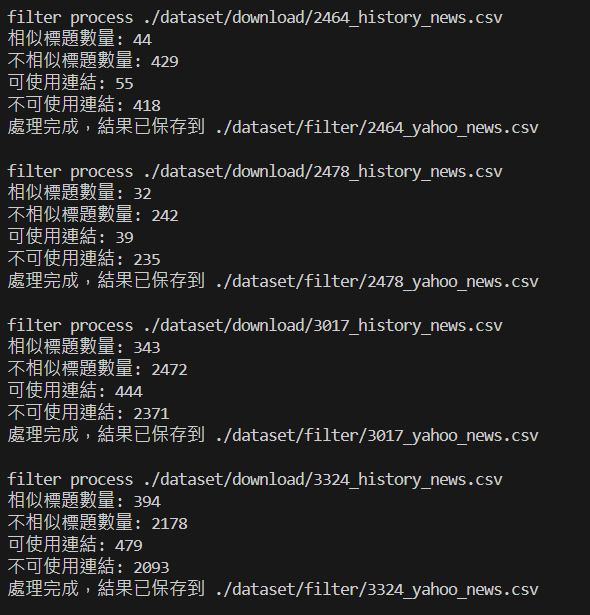 filter process ./dataset/download/2464_history_news.csv
相似標題數量: 44
不相似標題數量: 429
可使用連結: 55
不可使用連結: 418
處理完成，結果已保存到 ./dataset/filter/2464_yahoo_news.csv
filter process ./dataset/download/2478_history_news.csv
相似標題數量: 32
不相似標題數量: 242
可使用連結: 39
不可使用連結: 235
處理完成，結果已保存到 ./dataset/filter/2478_yahoo_news.csv
filter process ./dataset/download/3017_history_news.csv
相似標題數量: 343
不相似標題數量: 2472
可使用連結: 444
不可使用連結: 2371
處理完成，結果已保存到 ./dataset/filter/3017_yahoo_news.csv
filter process ./dataset/download/3324_history_news.csv
相似標題數量: 394
不相似標題數量: 2178
可使用連結: 479
不可使用連結: 2093
處理完成，結果已保存到 ./dataset/filter/3324_yahoo_news.csv